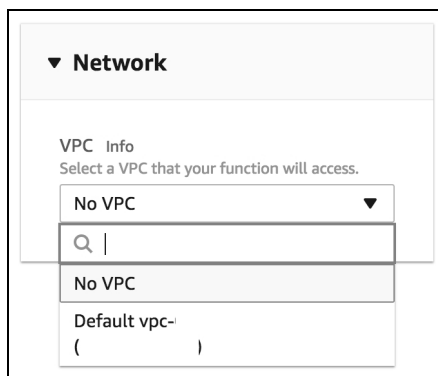 Network
VPC Info
Select a VPC that your function will access.
No VPC
No VPC
Default vpc-
( )